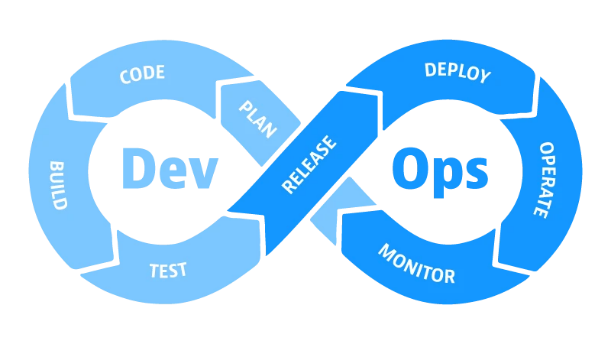 PLAN
CODE
BUILD
TEST
RELEASE
DEPLOY
OPERATE
MONITOR
Dev
Ops